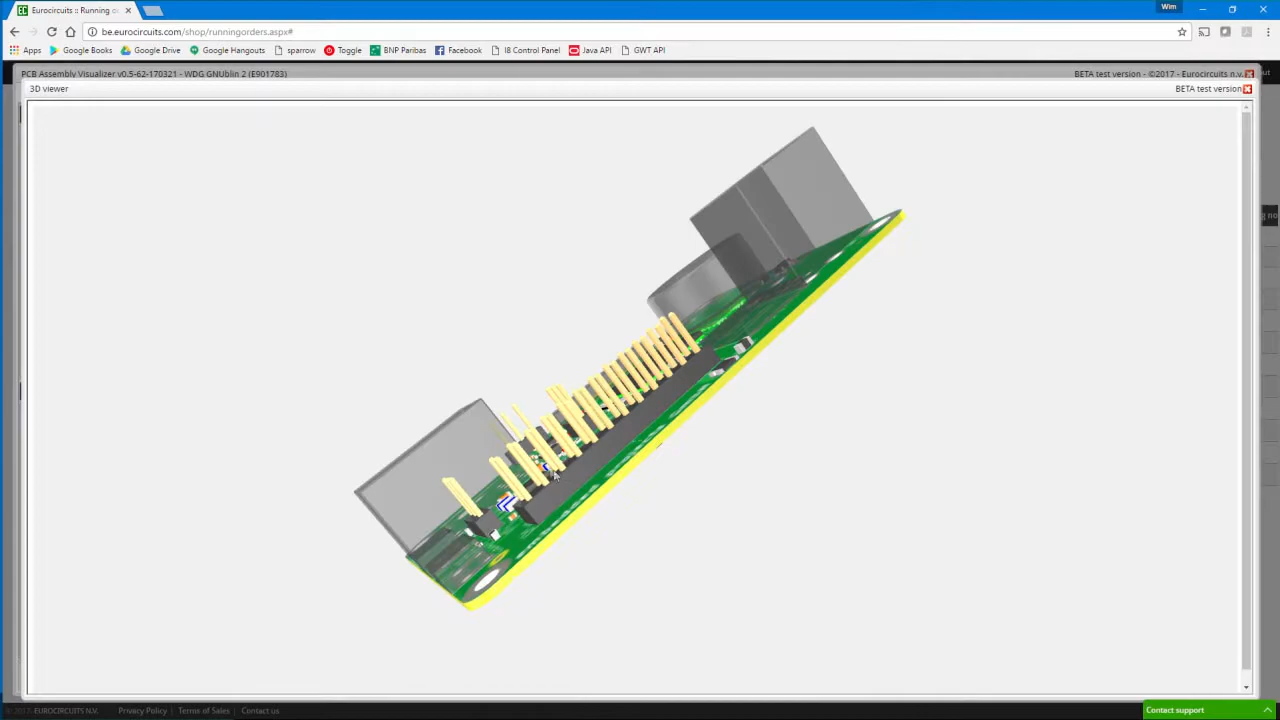 Eurocircuits :: Running o
Wim
be.eurocircuits.com/shop/runningorders.aspx#
Apps
Google Books
Google Drive
Google Hangouts
sparrow
Toggle
BNP Paribas
Facebook
I8 Control Panel
Java API
GWT API
PCB Assembly Visualizer v0.5-62-170321 - WDG GNUblin 2 (E901783)
BETA test version - ©2017 - Eurocircuits n.v.
out
3D viewer
BETA test version
g no
© 2017 - EUROCIRCUITS N.V.
Privacy Policy
Terms of Sales
Contact us
Contact support